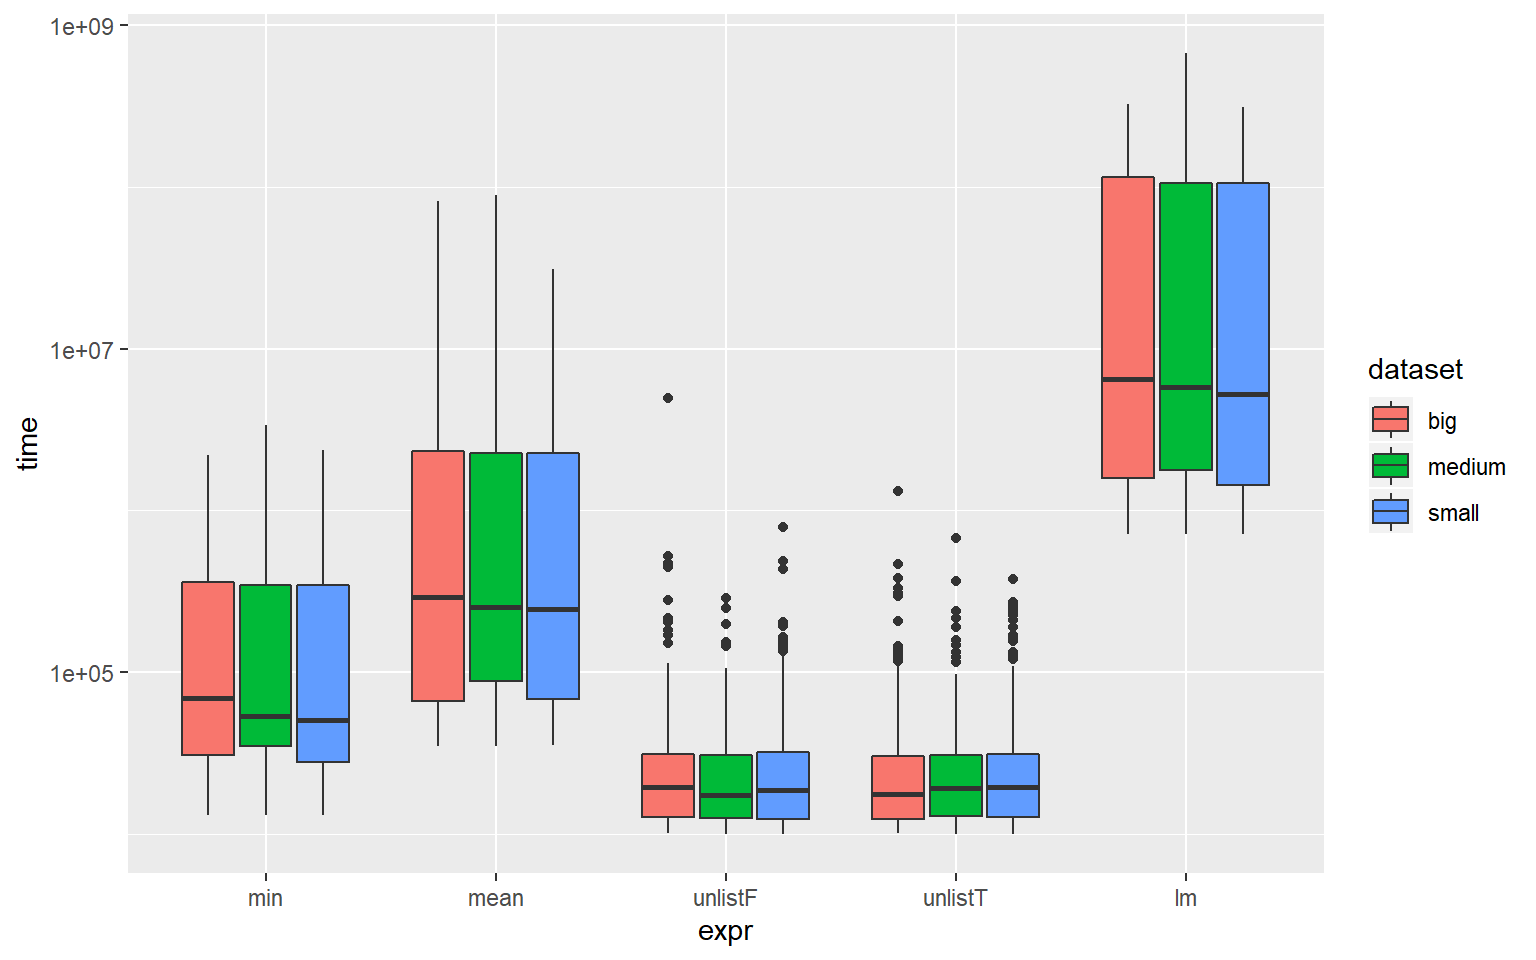 1e+09
1e+07
1e+05
time
min
mean
unlistF
unlistT
lm
expr
dataset
big
medium
small